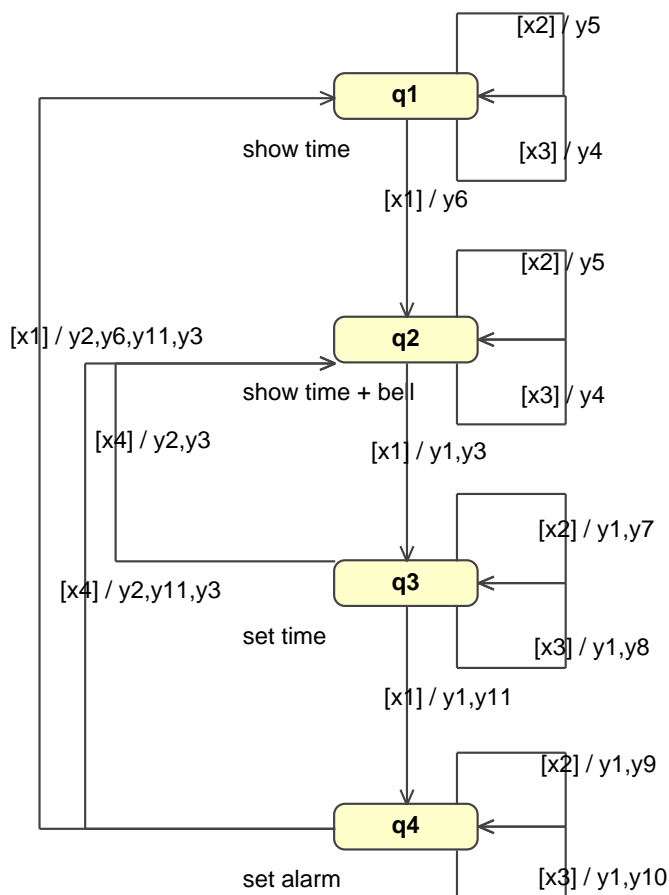 [x2] / y5
q1
show time
[x3] / y4
[x1] / y6
[x2] / y5
[x1] / y2,y6,y11,y3
q2
show time + bell
[x3] / y4
[x4] / y2,y3
[x1] / y1,y3
[x2] / y1,y7
q3
[x4] / y2,y11,y3
set time
[x3] / y1,y8
[x1] / y1,y11
[x2] / y1,y9
q4
set alarm
[x3] / y1,y10